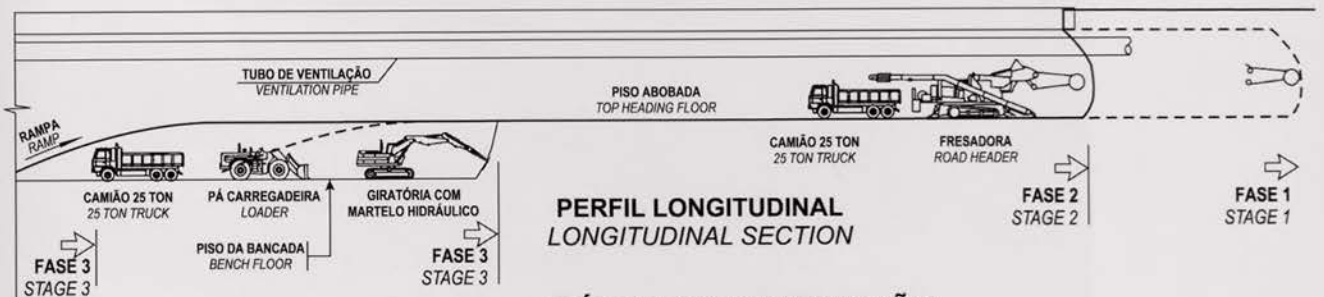 TUBO DE VENTILAÇÃO
VENTILATION PIPE
PISO ABOBADA
TOP HEADING FLOOR
RAMPA
RAMP
CAMIÃO 25 TON
25 TON TRUCK
FRESADORA
ROAD HEADER
CAMIÃO 25 TON
25 TON TRUCK
PÁ CARREGADEIRA
LOADER
GIRATÓRIA COM
MARTELO HIDRÁULICO
PERFIL LONGITUDINAL
LONGITUDINAL SECTION
FASE 2
STAGE 2
FASE 1
STAGE 1
PISO DA BANCADA
BENCH FLOOR
FASE 3
STAGE 3
FASE 3
STAGE 3